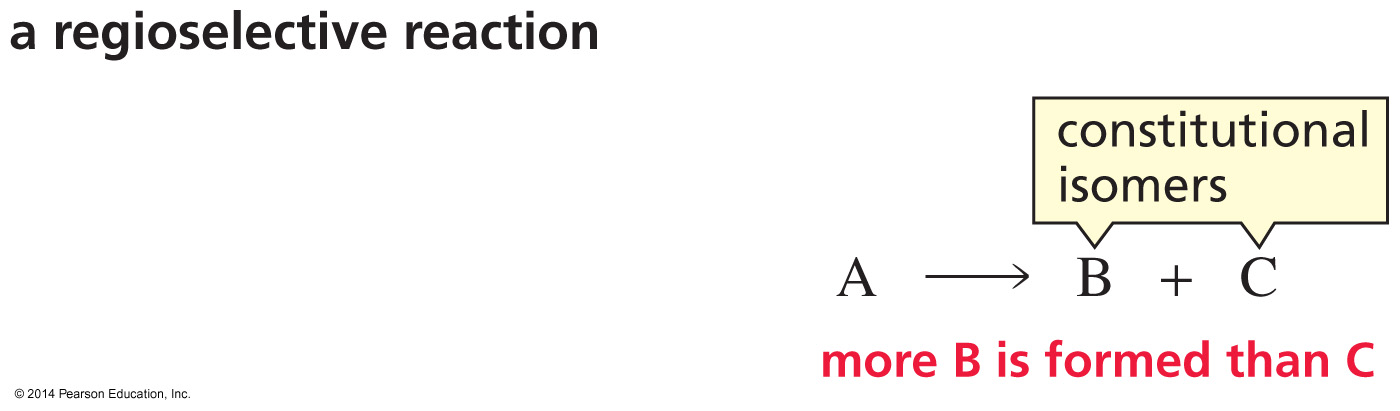 a regioselective reaction
constitutional
isomers
A ⟶ B + C
more B is formed than C
© 2014 Pearson Education, Inc.